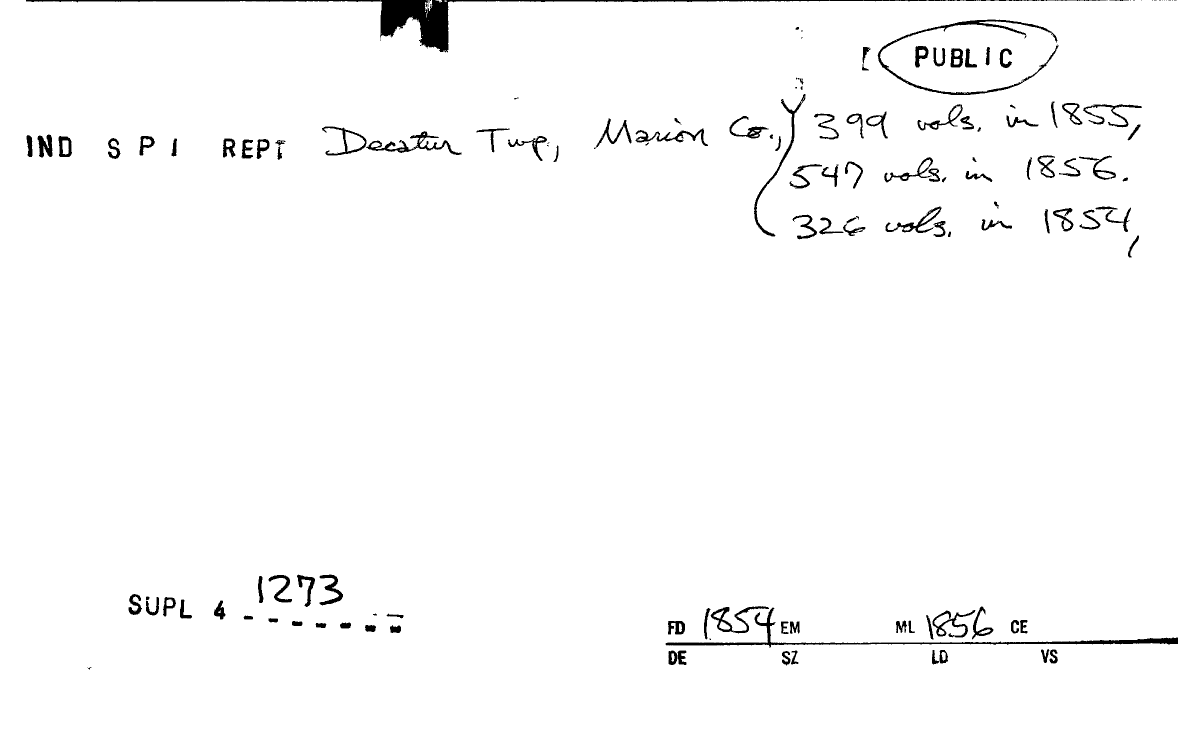 PUBLIC
IND S P I REPT Decatur Twp, Marion Co., 399 vols. in 1855,
547 vols. in 1856.
326 vols. in 1854,
SUPL 4 1273
FD 1854 EM ML 1856 CE
DE SZ LD VS